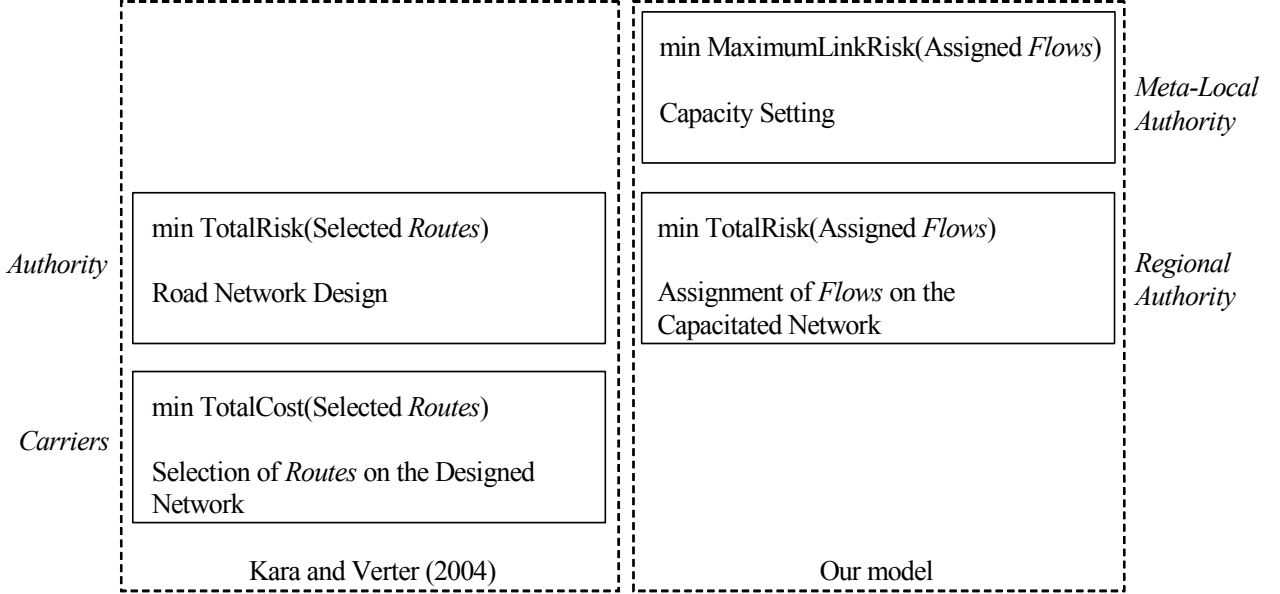 min MaximumLinkRisk(Assigned Flows)
Capacity Setting
Meta-Local
Authority
Authority
min TotalRisk(Selected Routes)
Road Network Design
min TotalRisk(Assigned Flows)
Assignment of Flows on the
Capacitated Network
Regional
Authority
Carriers
min TotalCost(Selected Routes)
Selection of Routes on the Designed
Network
Kara and Verter (2004)
Our model